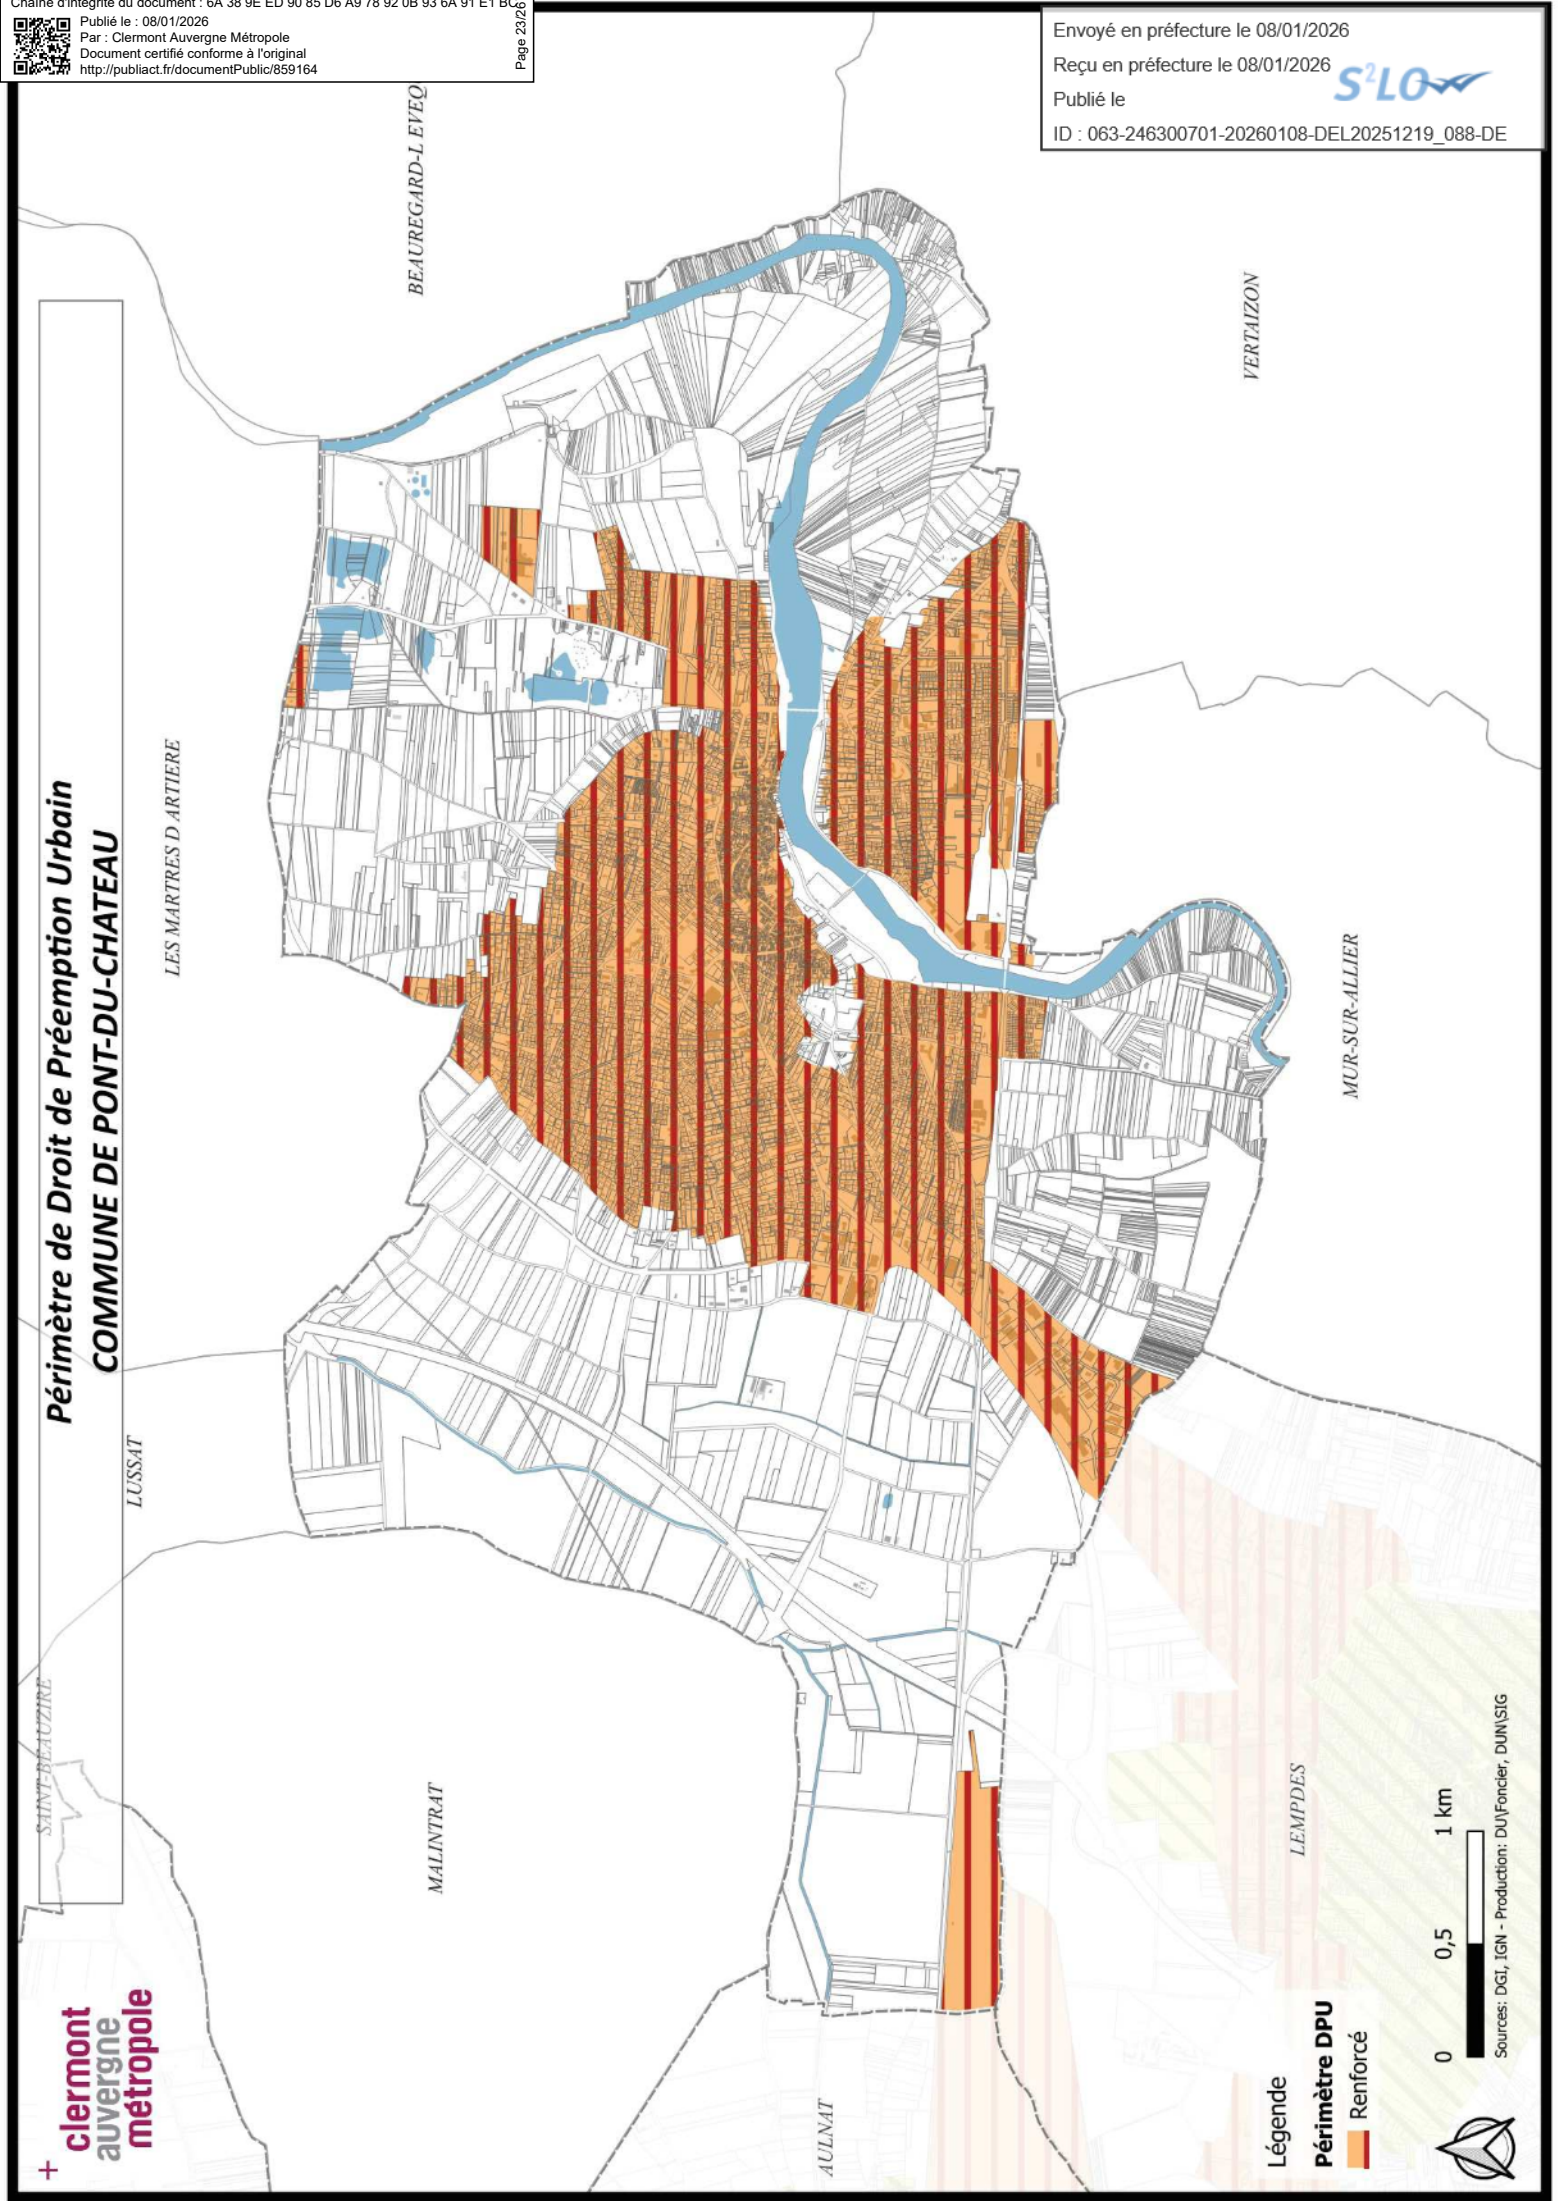 Chaîne d'intégrité du document : 6A 38 9E ED 90 85 D6 A9 78 92 0B 93 6A 91 E1 BC
Publié le : 08/01/2026
Par : Clermont Auvergne Métropole
Document certifié conforme à l'original
http://publiact.fr/documentPublic/859164
Page 23/26
Envoyé en préfecture le 08/01/2026
Reçu en préfecture le 08/01/2026
Publié le
S²LOW
ID : 063-246300701-20260108-DEL20251219_088-DE
+
clermont
auvergne
métropole
Périmètre de Droit de Préemption Urbain
COMMUNE DE PONT-DU-CHATEAU
SAINT-BEAUZIRE
LUSSAT
LES MARTRES D ARTIERE
BEAUREGARD-L EVEQ
MALINTRAT
VERTAIZON
AULNAT
MUR-SUR-ALLIER
LEMPDES
Légende
Périmètre DPU
Renforcé
0 0,5 1 km
Sources: DGI, IGN - Production: DU\Foncier, DUN\SIG